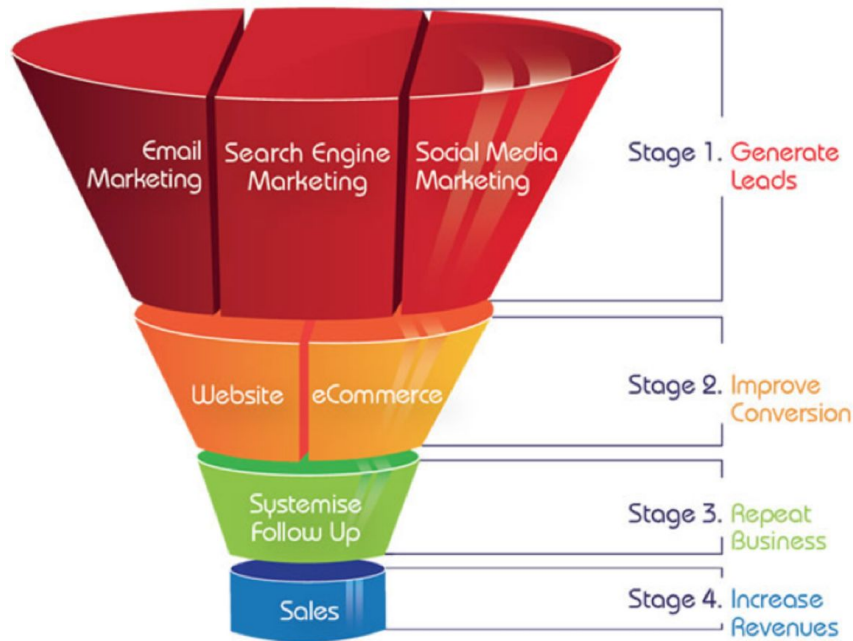 Email
Marketing
Search Engine
Marketing
Social Media
Marketing
Stage 1. Generate
Leads
Website
eCommerce
Stage 2. Improve
Conversion
Systemise
Follow Up
Stage 3. Repeat
Business
Sales
Stage 4. Increase
Revenues